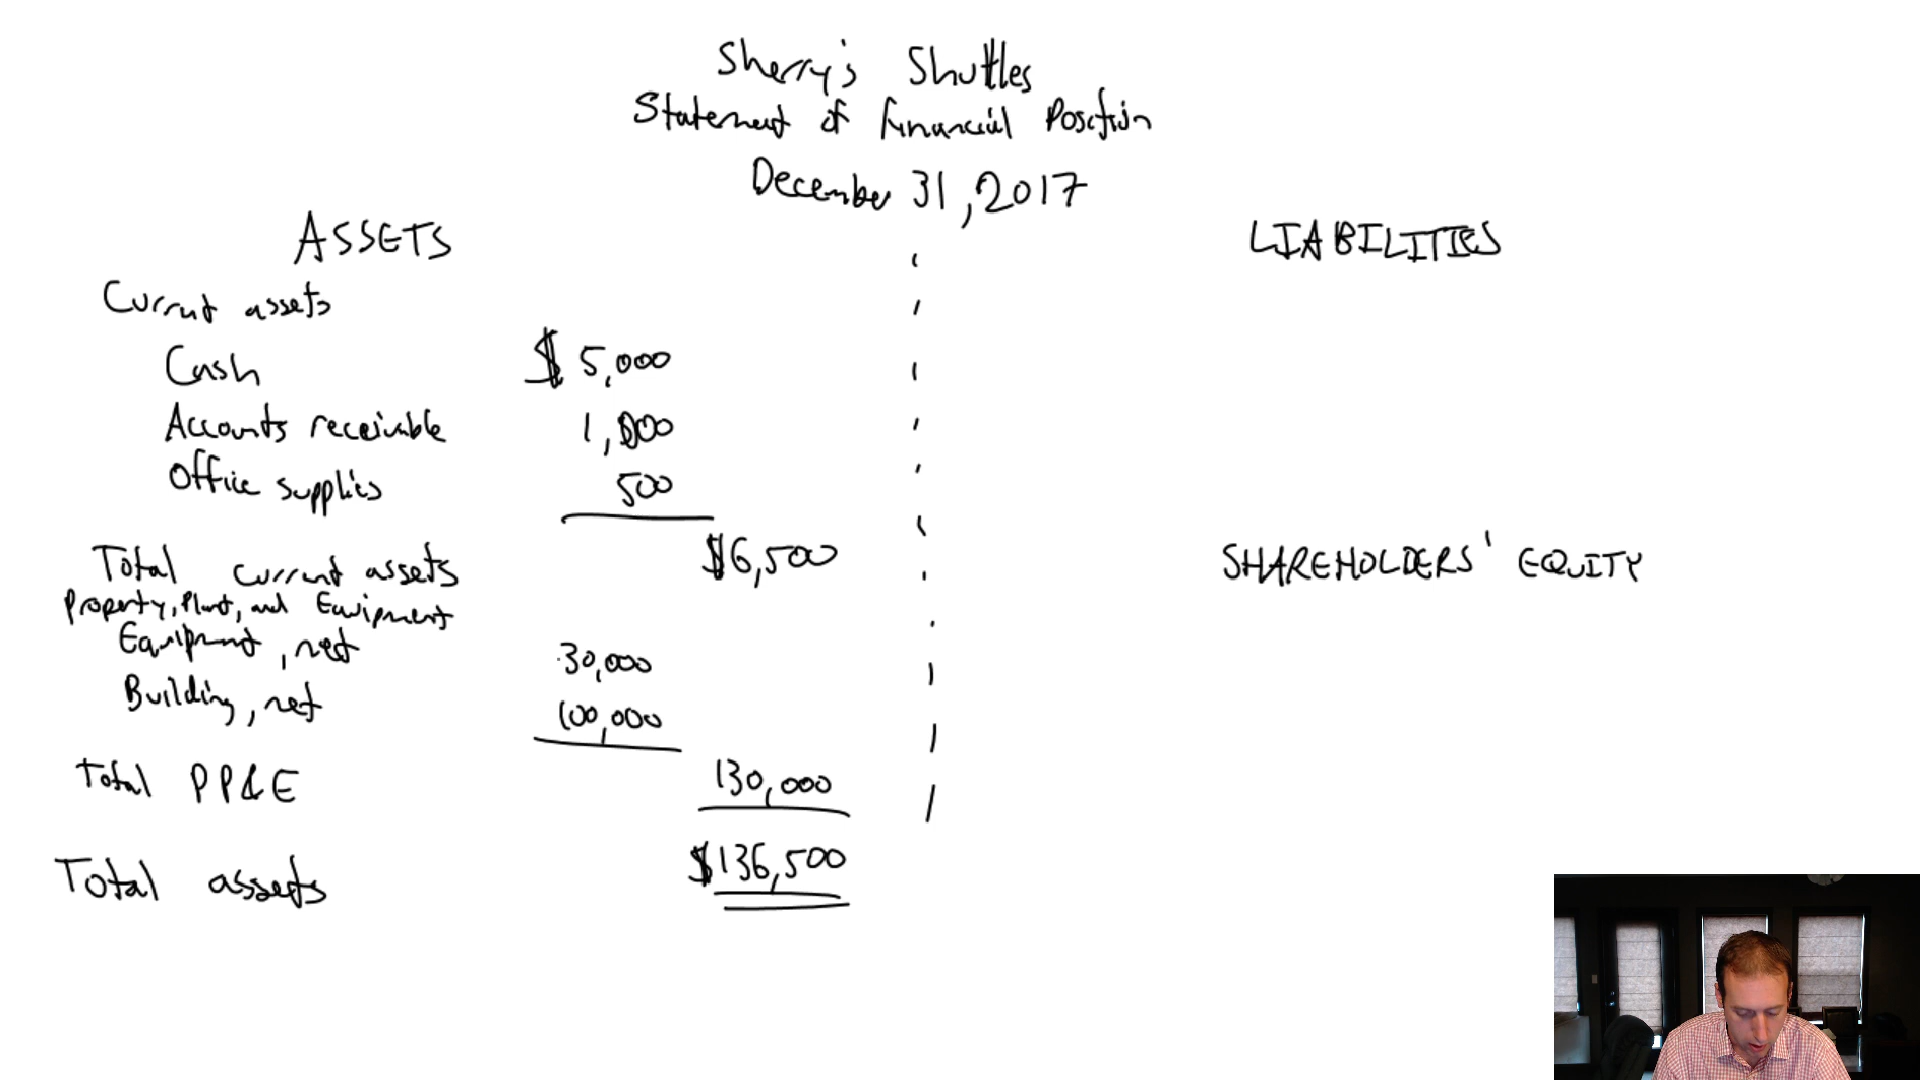 Sherry's Shuttles
Statement of Financial Position
December 31, 2017
ASSETS
Current assets
Cash $ 5,000
Accounts receivable 1,000
Office supplies 500
Total current assets $6,500
Property, Plant, and Equipment
Equipment, net 30,000
Building, net 100,000
Total PP&E 130,000
Total assets $136,500
LIABILITIES
SHAREHOLDERS' EQUITY